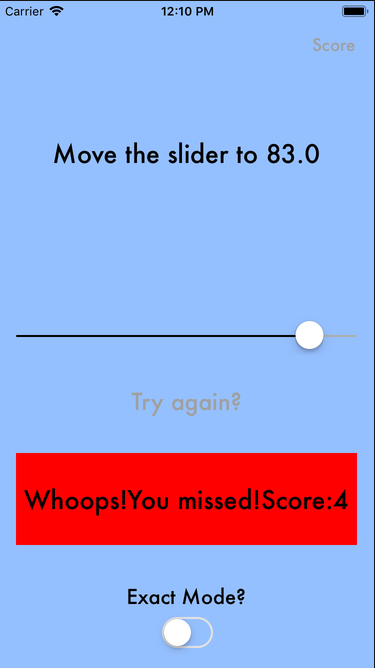 Carrier 12:10 PM
Score
Move the slider to 83.0
Try again?
Whoops!You missed!Score:4
Exact Mode?